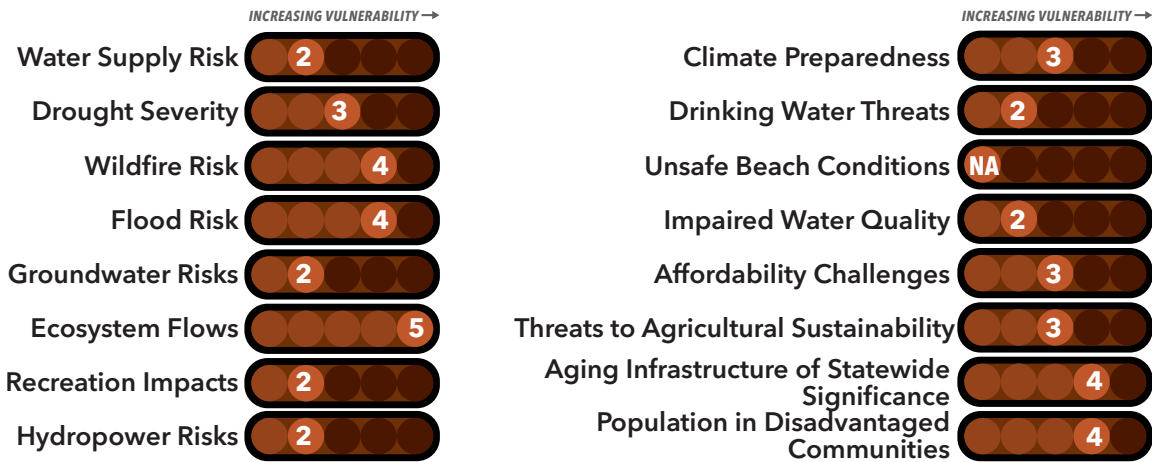 INCREASING VULNERABILITY →
Water Supply Risk 2
Drought Severity 3
Wildfire Risk 4
Flood Risk 4
Groundwater Risks 2
Ecosystem Flows 5
Recreation Impacts 2
Hydropower Risks 2
INCREASING VULNERABILITY →
Climate Preparedness 3
Drinking Water Threats 2
Unsafe Beach Conditions NA
Impaired Water Quality 2
Affordability Challenges 3
Threats to Agricultural Sustainability 3
Aging Infrastructure of Statewide
Significance 4
Population in Disadvantaged
Communities 4